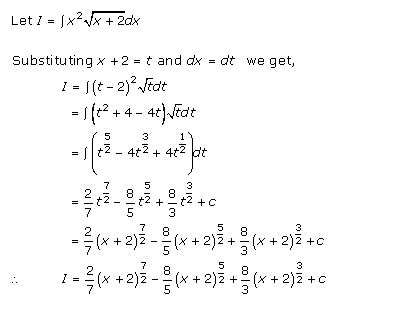 Let I = ∫x²√(x + 2)dx
Substituting x + 2 = t and dx = dt we get,
I = ∫(t − 2)²√t dt
= ∫(t² + 4 − 4t)√t dt
= ∫(t^(5/2) − 4t^(3/2) + 4t^(1/2))dt
= 2/7 t^(7/2) − 8/5 t^(5/2) + 8/3 t^(3/2) + c
= 2/7 (x + 2)^(7/2) − 8/5 (x + 2)^(5/2) + 8/3 (x + 2)^(3/2) + c
∴ I = 2/7 (x + 2)^(7/2) − 8/5 (x + 2)^(5/2) + 8/3 (x + 2)^(3/2) + c